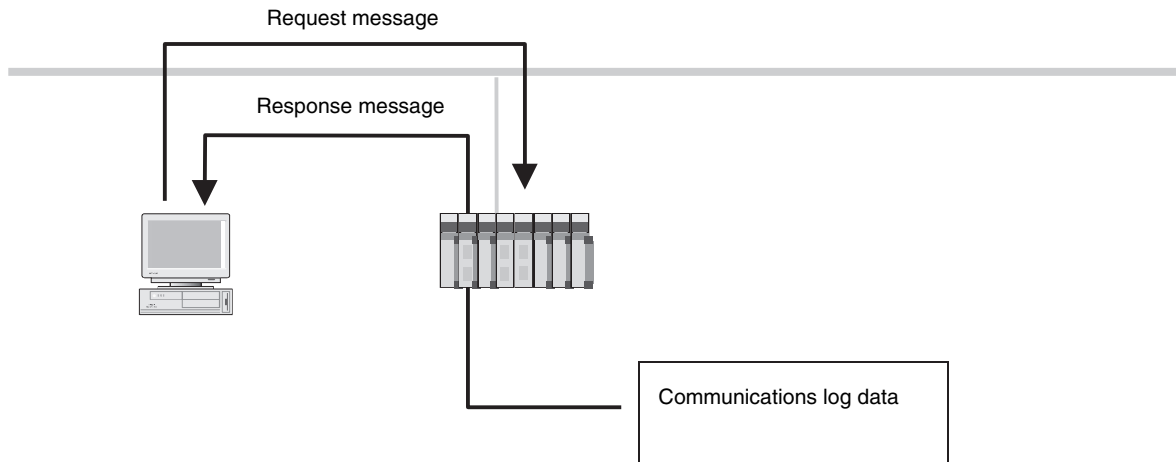 Request message
Response message
Communications log data